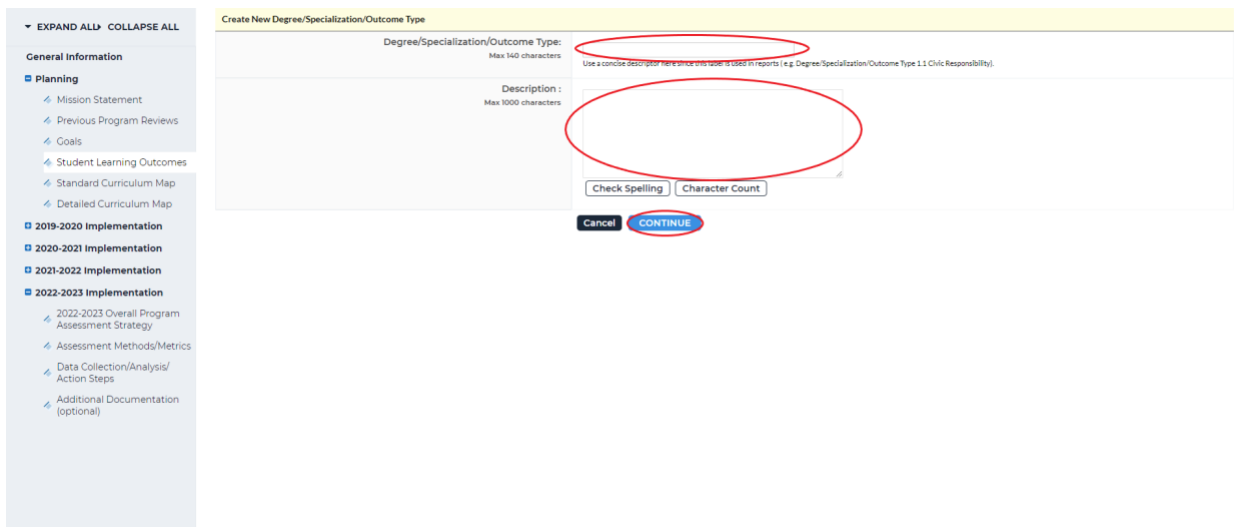 EXPAND ALL COLLAPSE ALL
General Information
Planning
Mission Statement
Previous Program Reviews
Goals
Student Learning Outcomes
Standard Curriculum Map
Detailed Curriculum Map
2019-2020 Implementation
2020-2021 Implementation
2021-2022 Implementation
2022-2023 Implementation
2022-2023 Overall Program
Assessment Strategy
Assessment Methods/Metrics
Data Collection/Analysis/
Action Steps
Additional Documentation
(optional)
Create New Degree/Specialization/Outcome Type
Degree/Specialization/Outcome Type:
Max 140 characters
Use a concise descriptor here since this label is used in reports ( e.g. Degree/Specialization/Outcome Type 1.1 Civic Responsibility).
Description :
Max 1000 characters
Check Spelling Character Count
Cancel CONTINUE